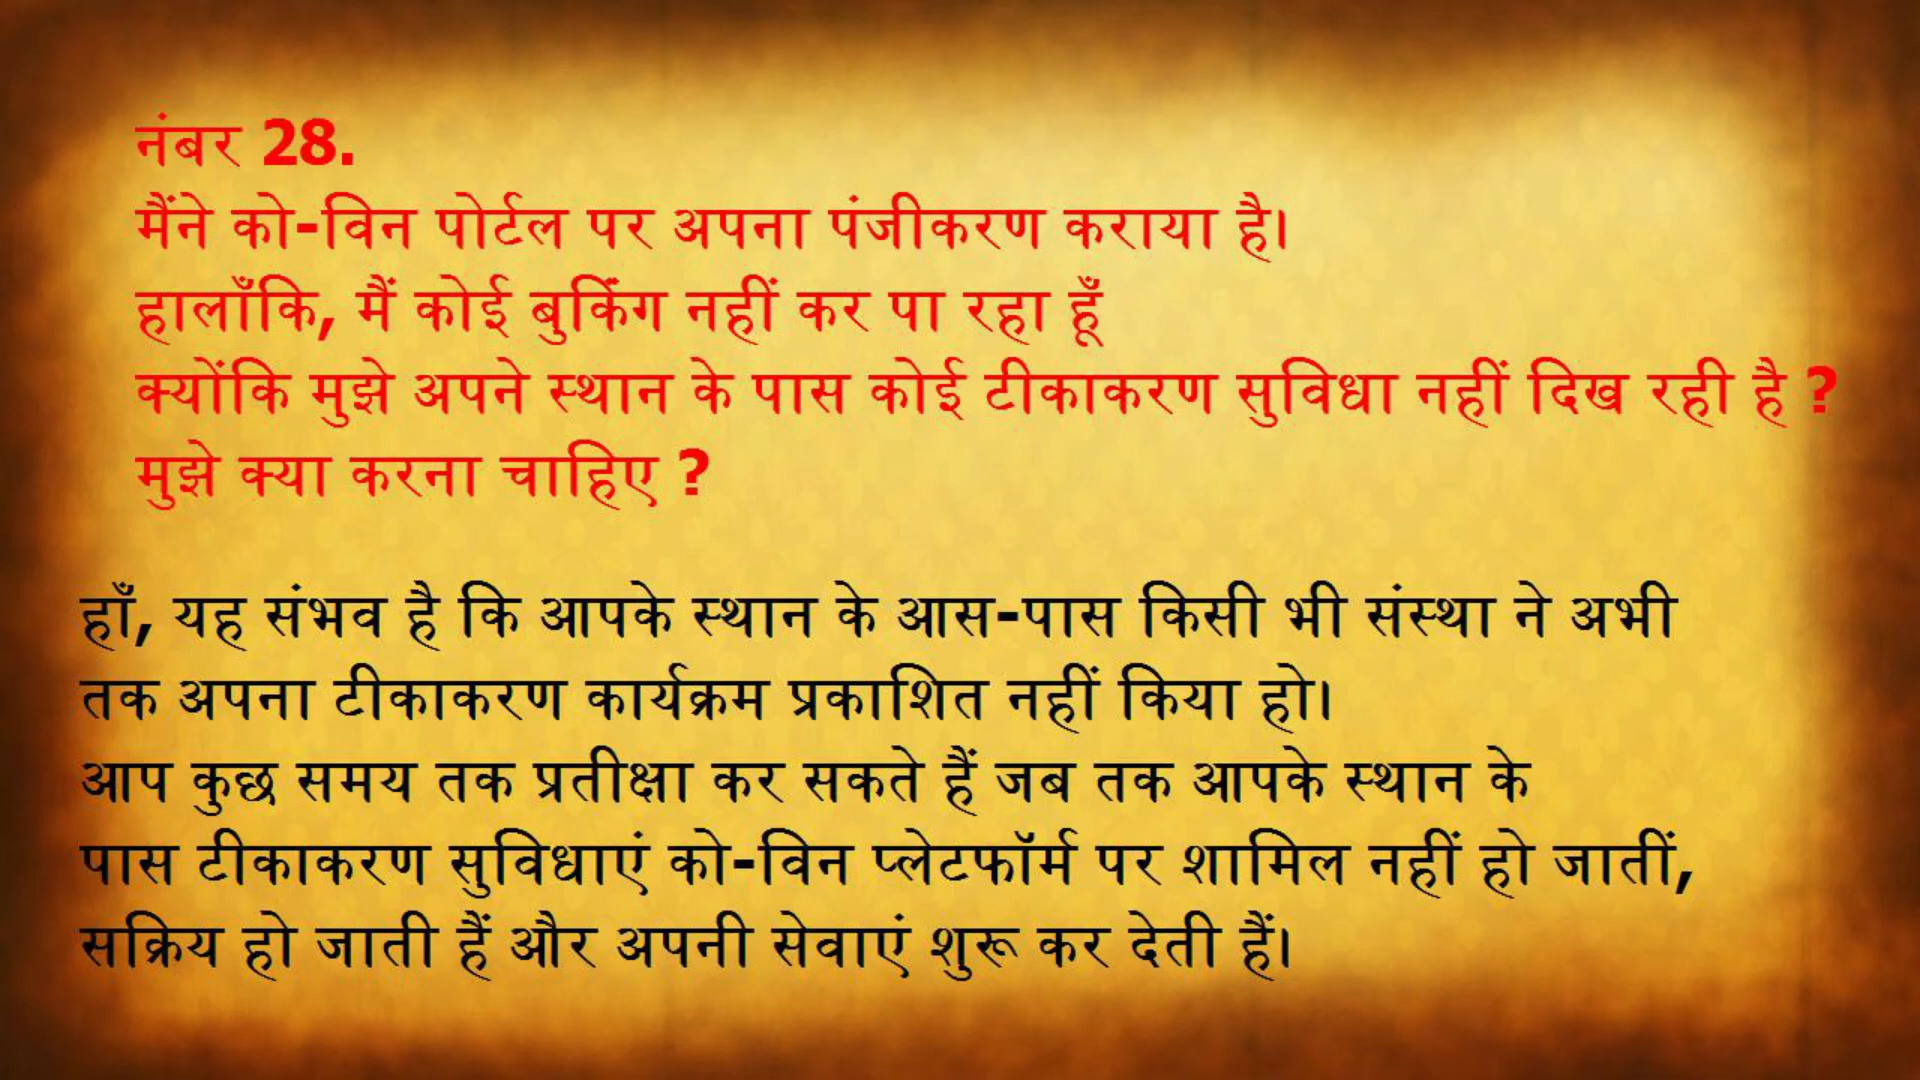 नंबर 28.
मैंने को-विन पोर्टल पर अपना पंजीकरण कराया है।
हालाँकि, मैं कोई बुकिंग नहीं कर पा रहा हूँ
क्योंकि मुझे अपने स्थान के पास कोई टीकाकरण सुविधा नहीं दिख रही है ?
मुझे क्या करना चाहिए ?
हाँ, यह संभव है कि आपके स्थान के आस-पास किसी भी संस्था ने अभी
तक अपना टीकाकरण कार्यक्रम प्रकाशित नहीं किया हो।
आप कुछ समय तक प्रतीक्षा कर सकते हैं जब तक आपके स्थान के
पास टीकाकरण सुविधाएं को-विन प्लेटफॉर्म पर शामिल नहीं हो जातीं,
सक्रिय हो जाती हैं और अपनी सेवाएं शुरू कर देती हैं।